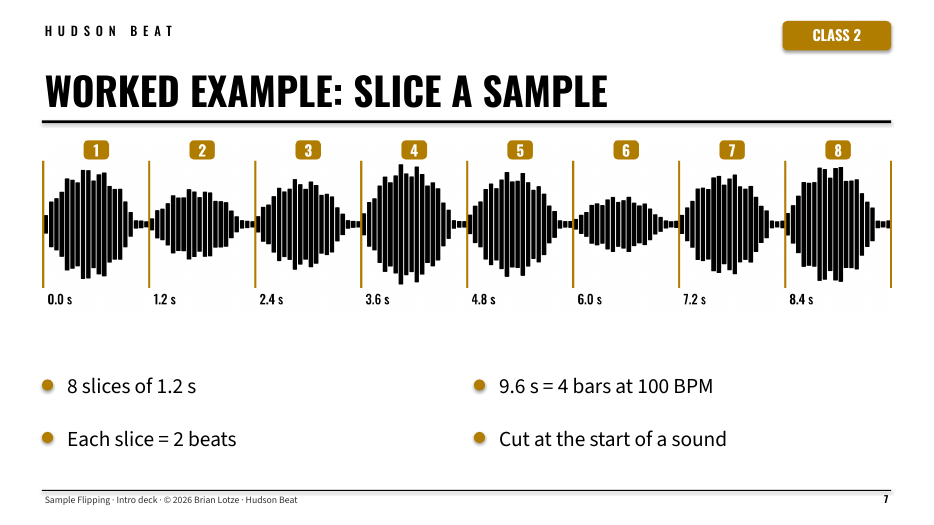 HUDSON BEAT
CLASS 2
WORKED EXAMPLE: SLICE A SAMPLE
1 2 3 4 5 6 7 8
0.0 s 1.2 s 2.4 s 3.6 s 4.8 s 6.0 s 7.2 s 8.4 s
8 slices of 1.2 s
Each slice = 2 beats
9.6 s = 4 bars at 100 BPM
Cut at the start of a sound
Sample Flipping · Intro deck · © 2026 Brian Lotze · Hudson Beat
7